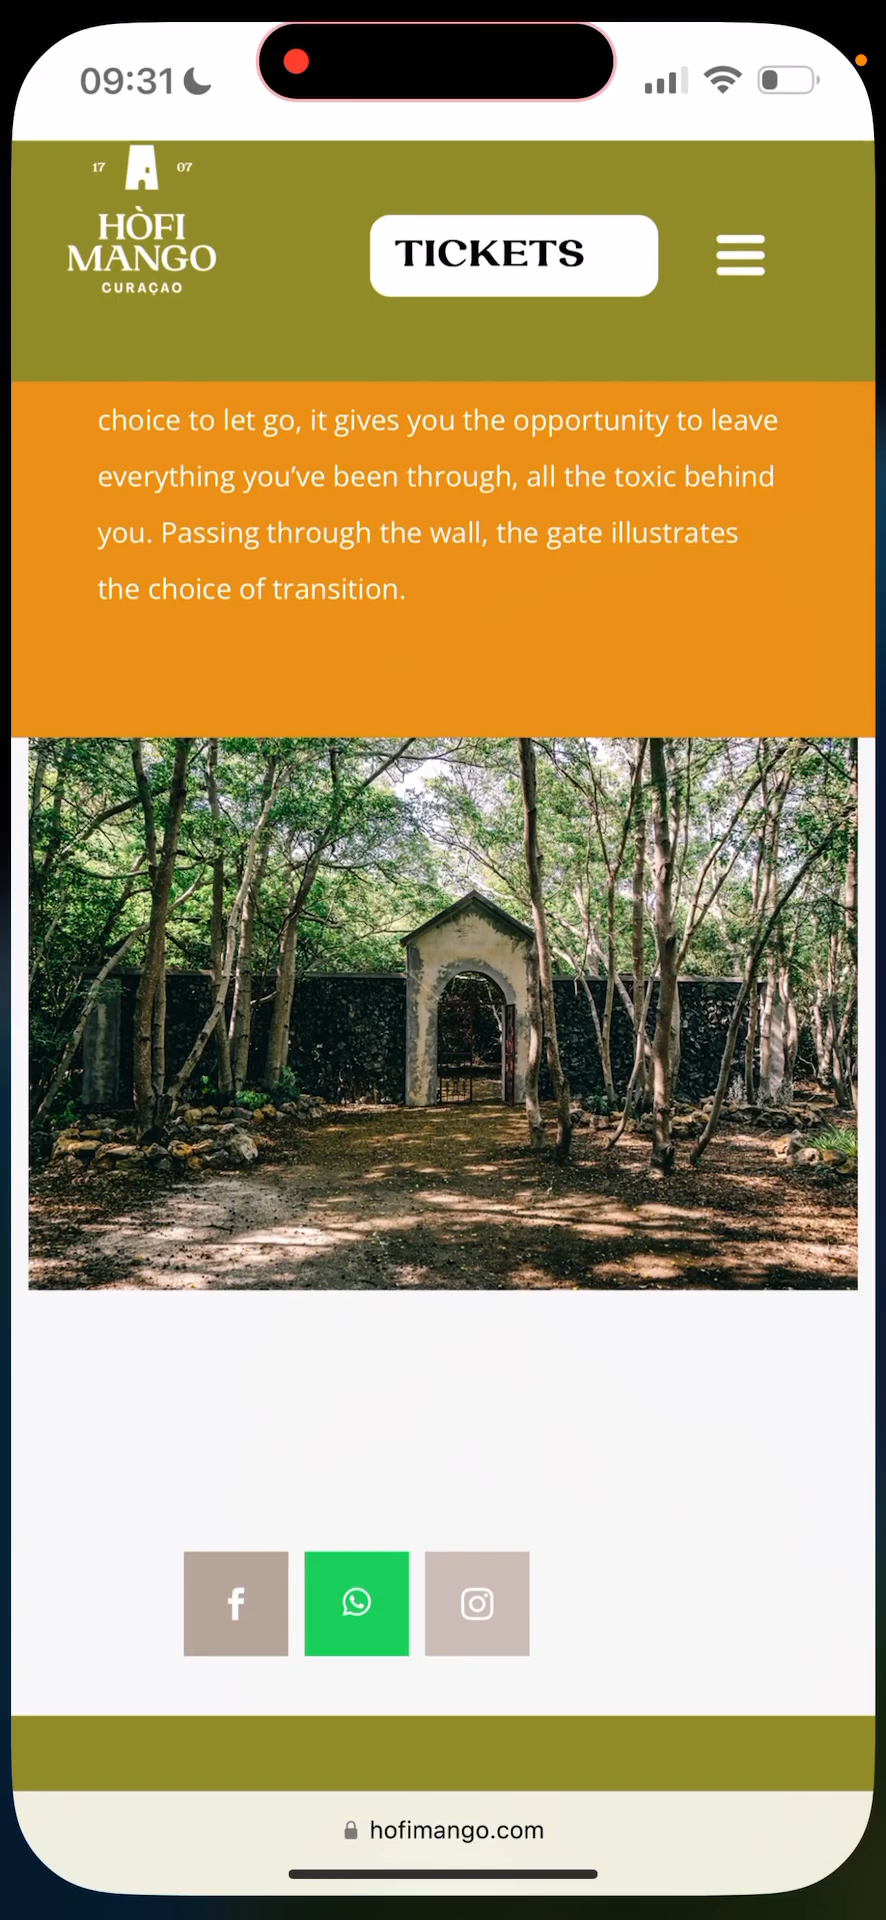 09:31
17 07
HÒFI
MANGO
CURAÇAO
TICKETS
choice to let go, it gives you the opportunity to leave
everything you’ve been through, all the toxic behind
you. Passing through the wall, the gate illustrates
the choice of transition.
hofimango.com